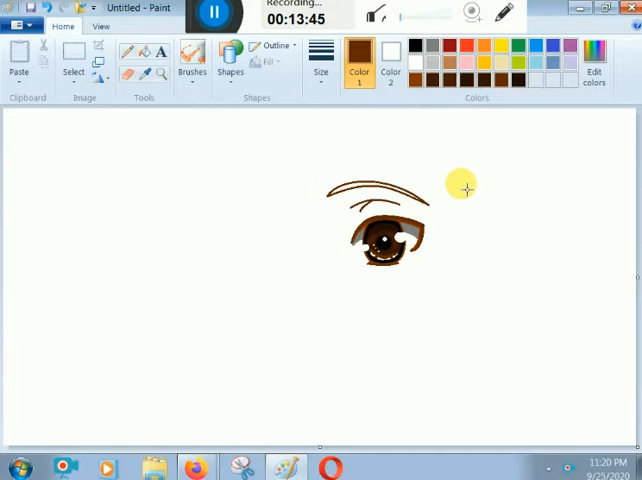 Untitled - Paint
Recording...
00:13:45
Home
View
Paste
Select
Brushes
Shapes
Outline
Fill
Size
Color
1
Color
2
Edit
colors
Clipboard
Image
Tools
Shapes
Colors
A
11:20 PM
9/25/2020